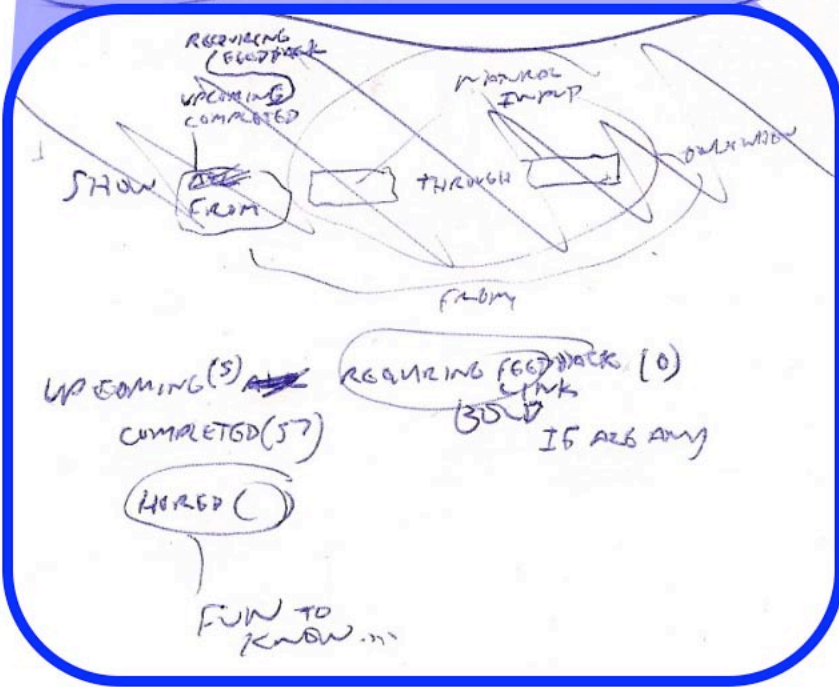 REQUIRING
FEEDBACK
UPCOMING
COMPLETED
NATURAL
INPUT
SHOW
FROM
THROUGH
FROM
UPCOMING (5) REQUIRING FEEDBACK (0)
LINK
COMPLETED (57) BOLD
IF ARE ANY
HIRED ( )
FUN TO
KNOW...